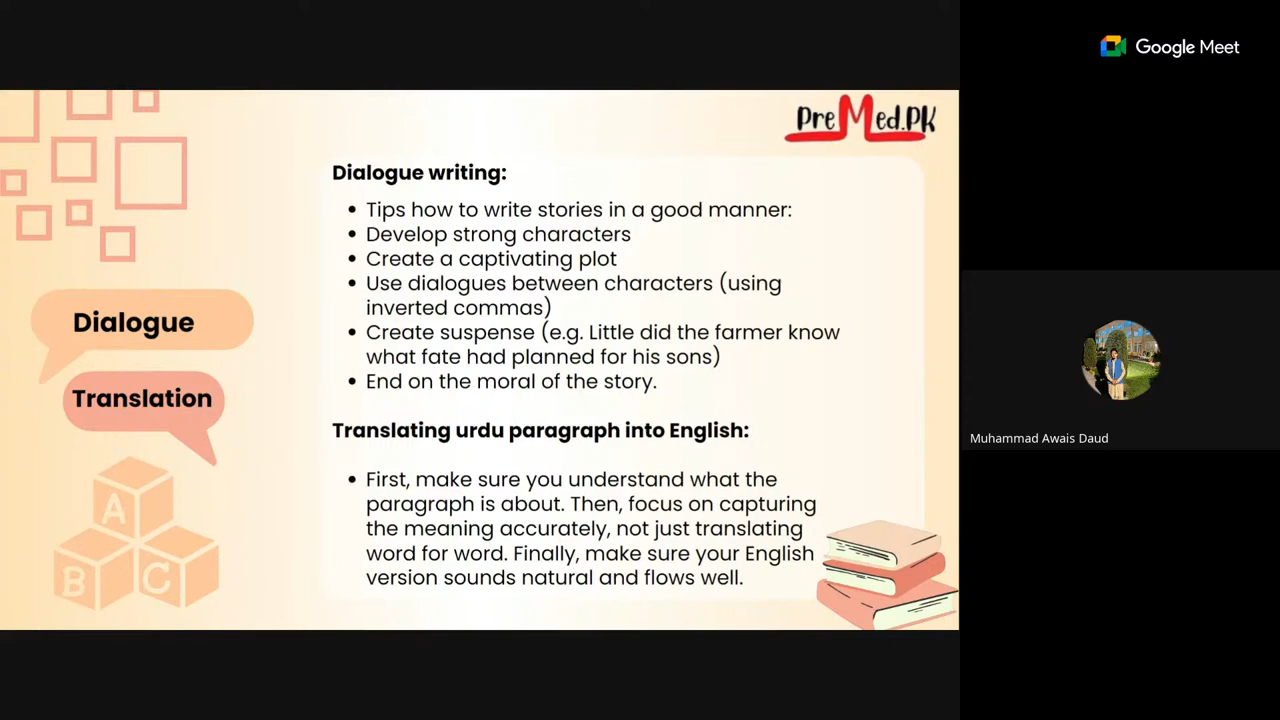 Google Meet
PreMed.PK
Dialogue writing:
• Tips how to write stories in a good manner:
• Develop strong characters
• Create a captivating plot
• Use dialogues between characters (using
inverted commas)
• Create suspense (e.g. Little did the farmer know
what fate had planned for his sons)
• End on the moral of the story.
Translating urdu paragraph into English:
• First, make sure you understand what the
paragraph is about. Then, focus on capturing
the meaning accurately, not just translating
word for word. Finally, make sure your English
version sounds natural and flows well.
Dialogue
Translation
A
B C
Muhammad Awais Daud